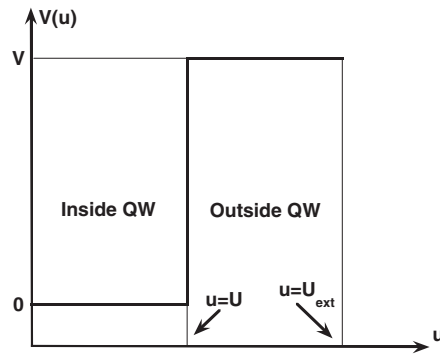 V(u)
V
Inside QW
Outside QW
0
u=U
u=U_ext
u